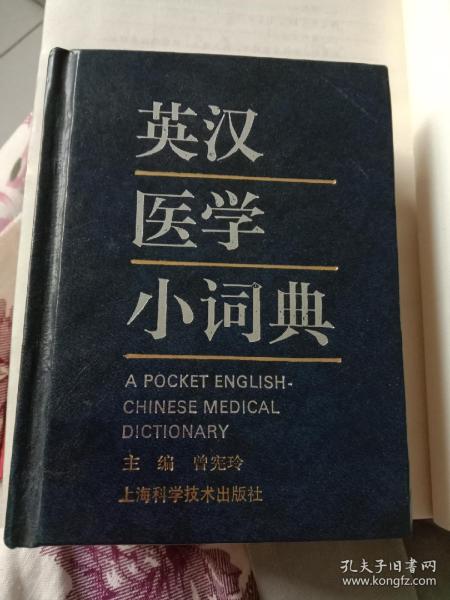 英汉
医学
小词典
A POCKET ENGLISH-
CHINESE MEDICAL
DICTIONARY
主 编 曾宪玲
上海科学技术出版社
孔夫子旧书网
www.kongfz.com